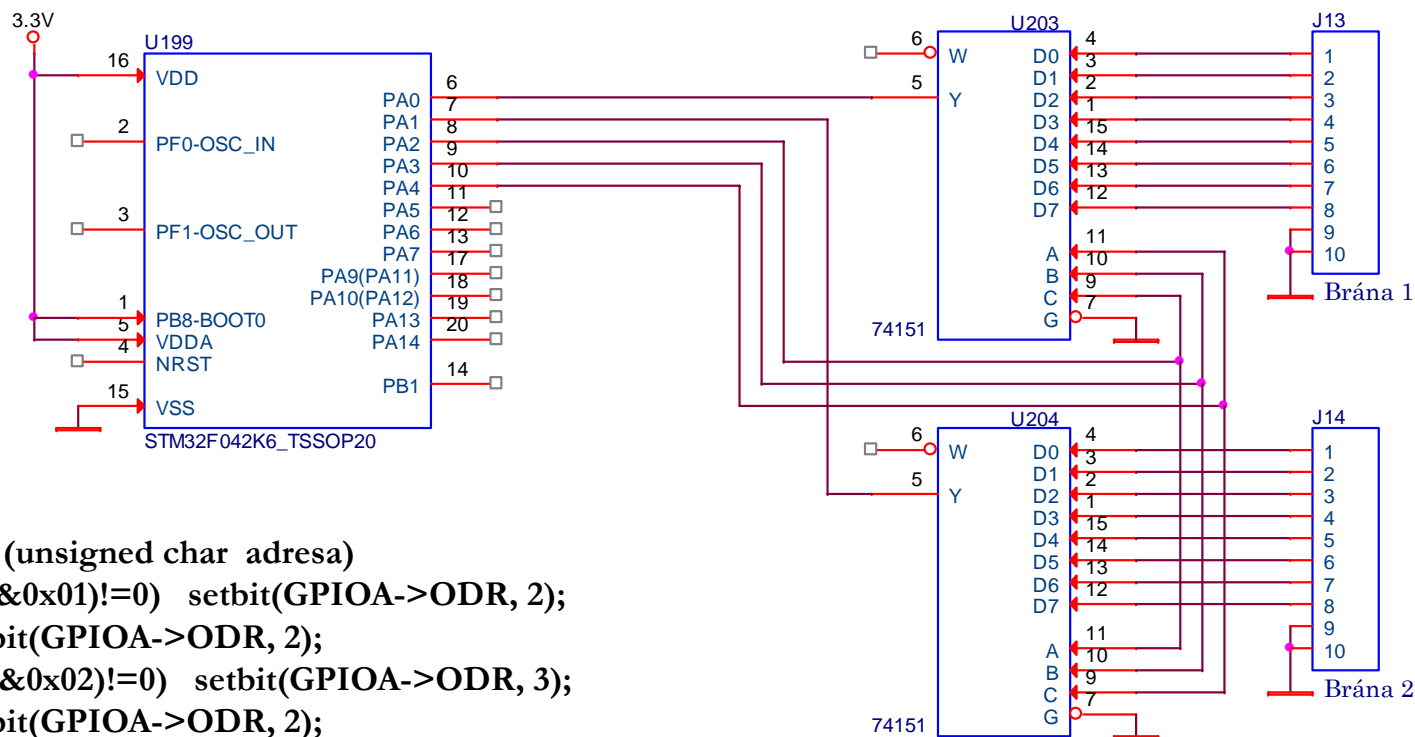 3.3V
U199
16
VDD
2
PF0-OSC_IN
3
PF1-OSC_OUT
1
PB8-BOOT0
5
VDDA
4
NRST
15
VSS
STM32F042K6_TSSOP20
6
PA0
7
PA1
8
PA2
9
PA3
10
PA4
11
PA5
12
PA6
13
PA7
17
PA9(PA11)
18
PA10(PA12)
19
PA13
20
PA14
14
PB1
U203
6
W
5
Y
D0
4
D1
3
D2
2
D3
1
D4
15
D5
14
D6
13
D7
12
A
11
B
10
C
9
G
7
74151
J13
1
2
3
4
5
6
7
8
9
10
Brána 1
U204
6
W
5
Y
D0
4
D1
3
D2
2
D3
1
D4
15
D5
14
D6
13
D7
12
A
11
B
10
C
9
G
7
74151
J14
1
2
3
4
5
6
7
8
9
10
Brána 2
(unsigned char adresa)
&0x01)!=0) setbit(GPIOA->ODR, 2);
bit(GPIOA->ODR, 2);
&0x02)!=0) setbit(GPIOA->ODR, 3);
bit(GPIOA->ODR, 2);